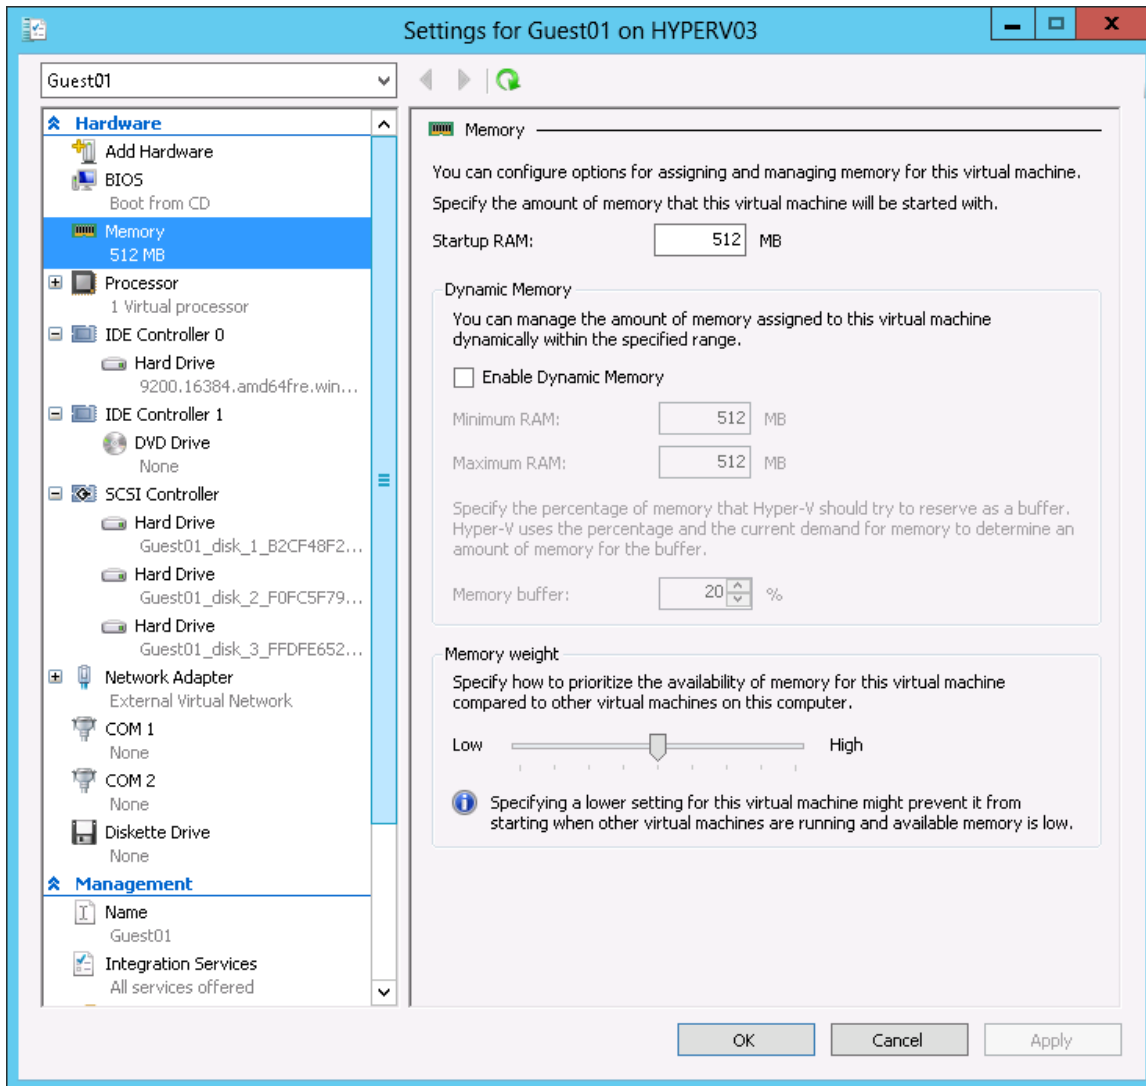 Settings for Guest01 on HYPERV03
Guest01
Hardware
Add Hardware
BIOS
Boot from CD
Memory
512 MB
Processor
1 Virtual processor
IDE Controller 0
Hard Drive
9200.16384.amd64fre.win...
IDE Controller 1
DVD Drive
None
SCSI Controller
Hard Drive
Guest01_disk_1_B2CF48F2...
Hard Drive
Guest01_disk_2_F0FC5F79...
Hard Drive
Guest01_disk_3_FFDFE652...
Network Adapter
External Virtual Network
COM 1
None
COM 2
None
Diskette Drive
None
Management
Name
Guest01
Integration Services
All services offered
Memory
You can configure options for assigning and managing memory for this virtual machine.
Specify the amount of memory that this virtual machine will be started with.
Startup RAM: 512 MB
Dynamic Memory
You can manage the amount of memory assigned to this virtual machine
dynamically within the specified range.
Enable Dynamic Memory
Minimum RAM: 512 MB
Maximum RAM: 512 MB
Specify the percentage of memory that Hyper-V should try to reserve as a buffer.
Hyper-V uses the percentage and the current demand for memory to determine an
amount of memory for the buffer.
Memory buffer: 20 %
Memory weight
Specify how to prioritize the availability of memory for this virtual machine
compared to other virtual machines on this computer.
Low High
Specifying a lower setting for this virtual machine might prevent it from
starting when other virtual machines are running and available memory is low.
OK Cancel Apply